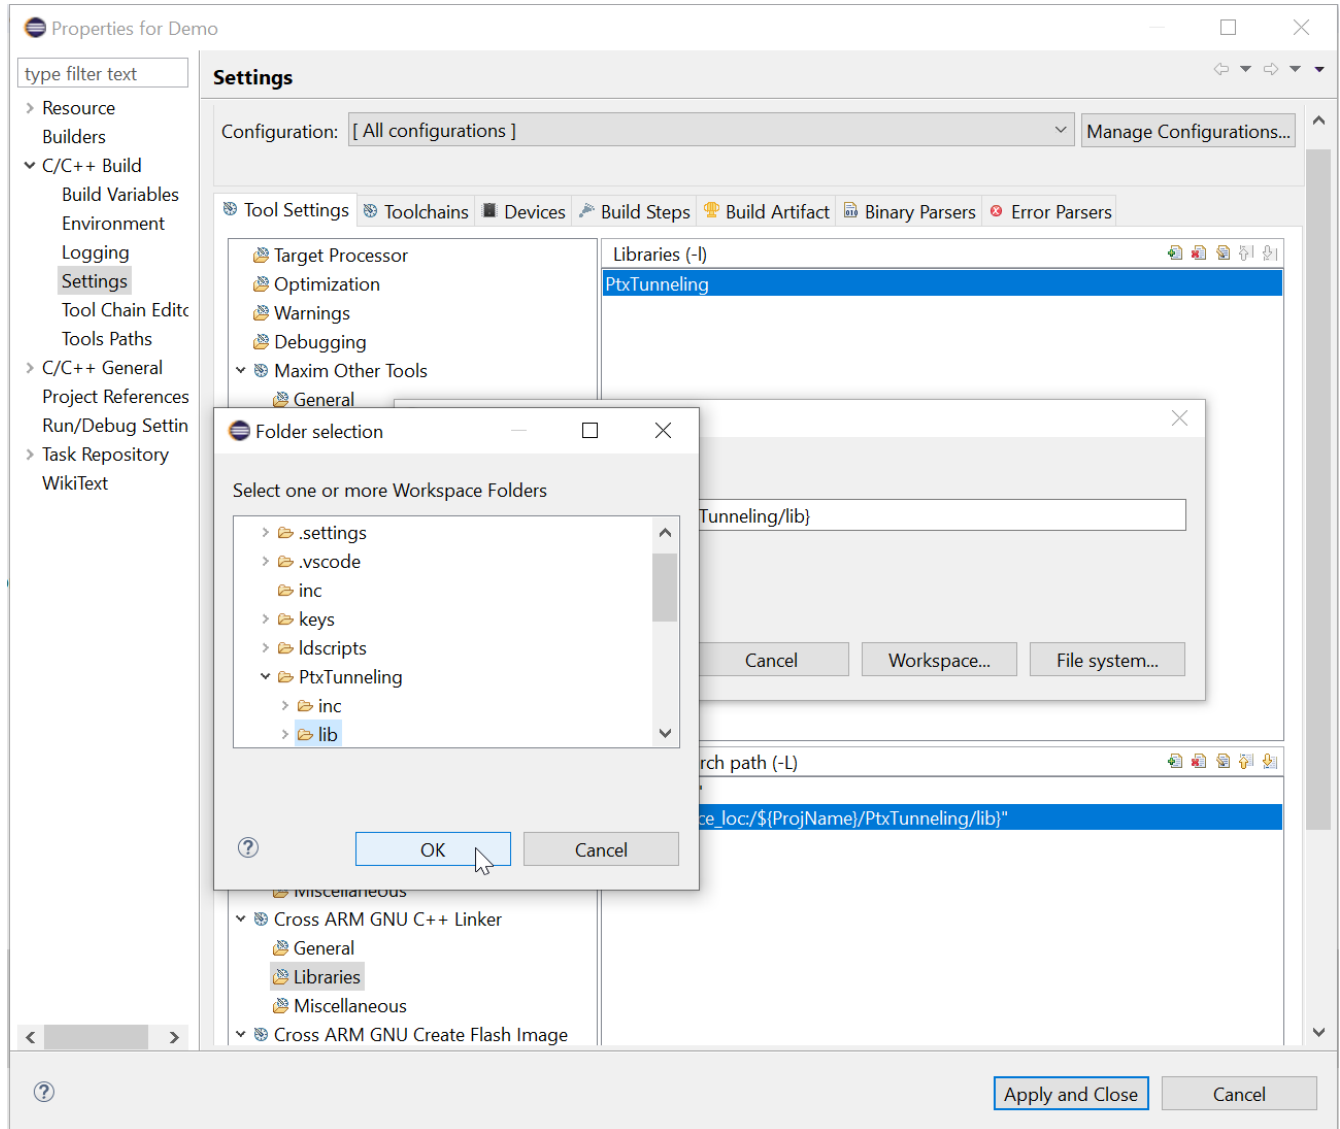 Properties for Demo
type filter text
Resource
Builders
C/C++ Build
Build Variables
Environment
Logging
Settings
Tool Chain Edito
Tools Paths
C/C++ General
Project References
Run/Debug Settin
Task Repository
WikiText
Settings
Configuration: [ All configurations ] Manage Configurations...
Tool Settings Toolchains Devices Build Steps Build Artifact Binary Parsers Error Parsers
Target Processor
Optimization
Warnings
Debugging
Maxim Other Tools
General
Libraries (-l)
PtxTunneling
Folder selection
Select one or more Workspace Folders
.settings
.vscode
inc
keys
ldscripts
PtxTunneling
inc
lib
OK Cancel
Tunneling/lib}
Cancel Workspace... File system...
rch path (-L)
ce_loc:/${ProjName}/PtxTunneling/lib}"
Miscellaneous
Cross ARM GNU C++ Linker
General
Libraries
Miscellaneous
Cross ARM GNU Create Flash Image
Apply and Close Cancel